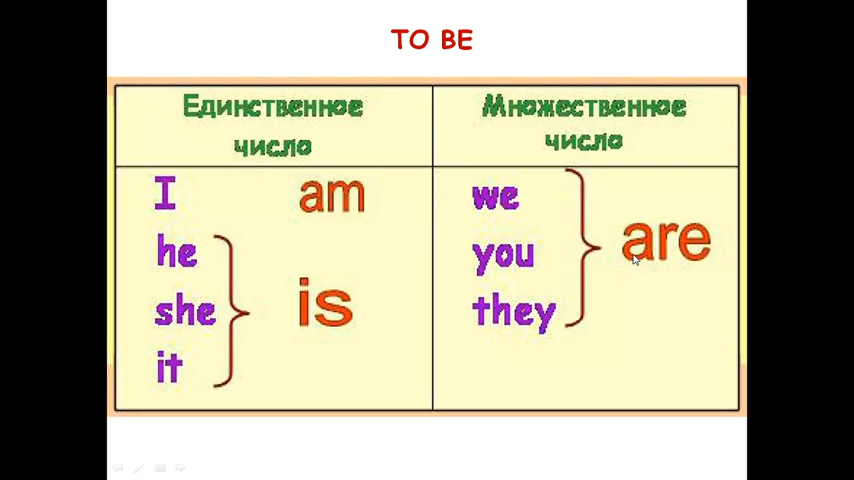 TO BE
Единственное
число
Множественное
число
I am
he
she
it
is
we
you
they
are